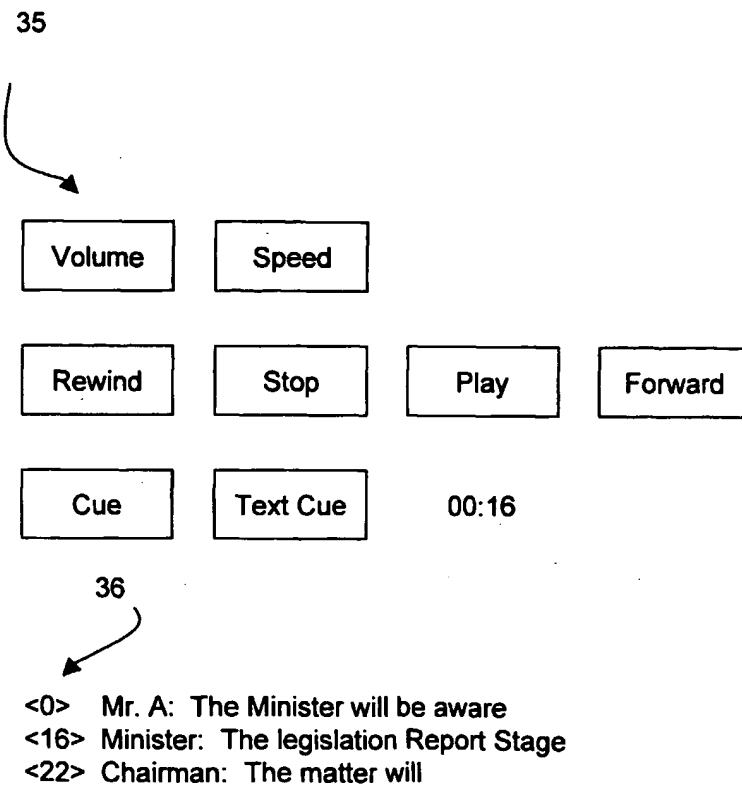 35
Volume Speed
Rewind Stop Play Forward
Cue Text Cue 00:16
36
<0> Mr. A: The Minister will be aware
<16> Minister: The legislation Report Stage
<22> Chairman: The matter will